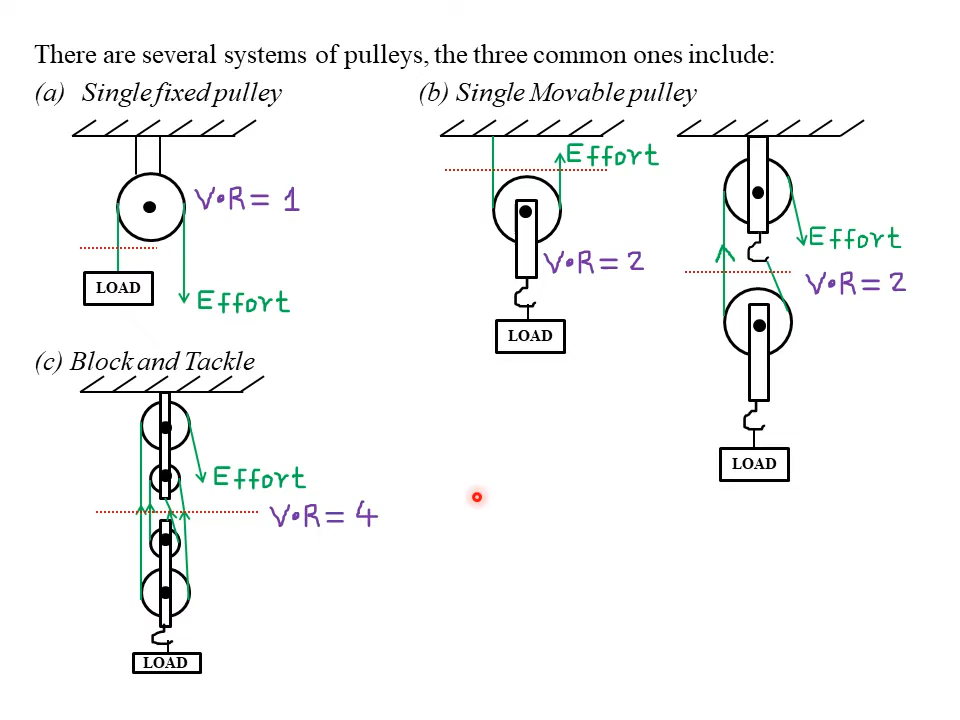 There are several systems of pulleys, the three common ones include:
(a) Single fixed pulley
(b) Single Movable pulley
V.R = 1
LOAD
Effort
Effort
V.R = 2
LOAD
Effort
V.R = 2
LOAD
(c) Block and Tackle
Effort
V.R = 4
LOAD